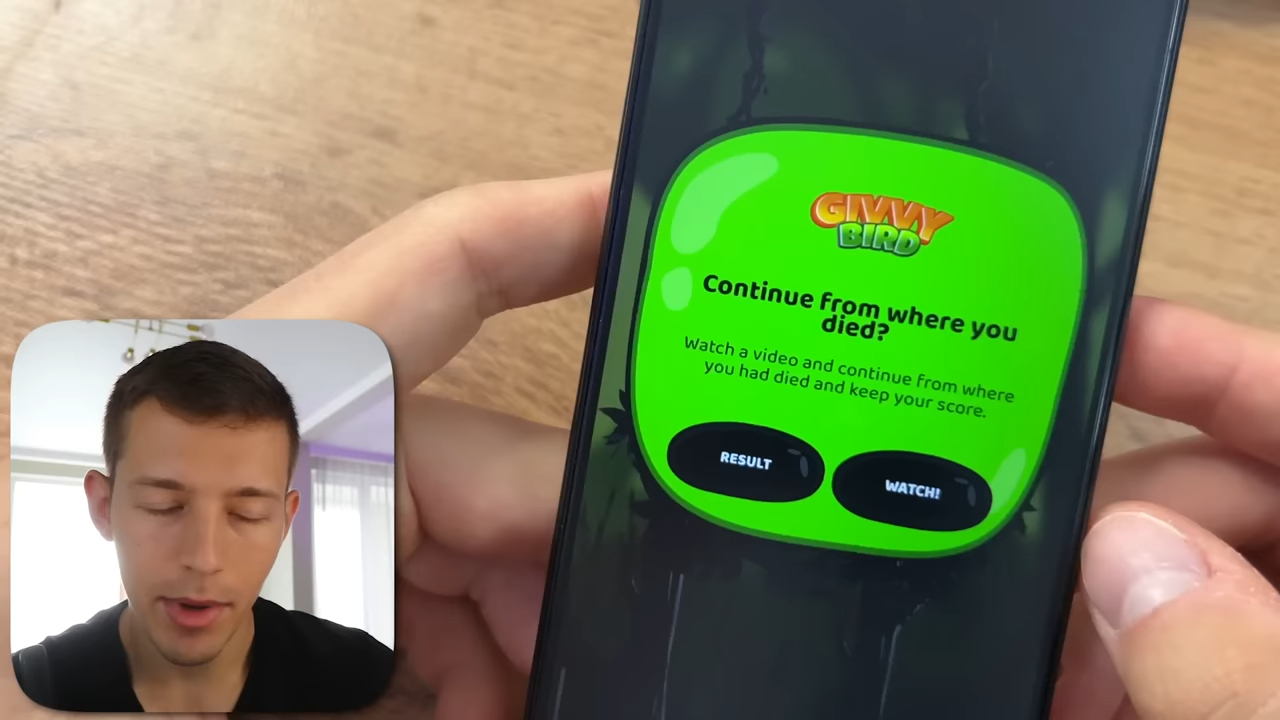 GIVVY
BIRD
Continue from where you
died?
Watch a video and continue from where
you had died and keep your score.
RESULT
WATCH!